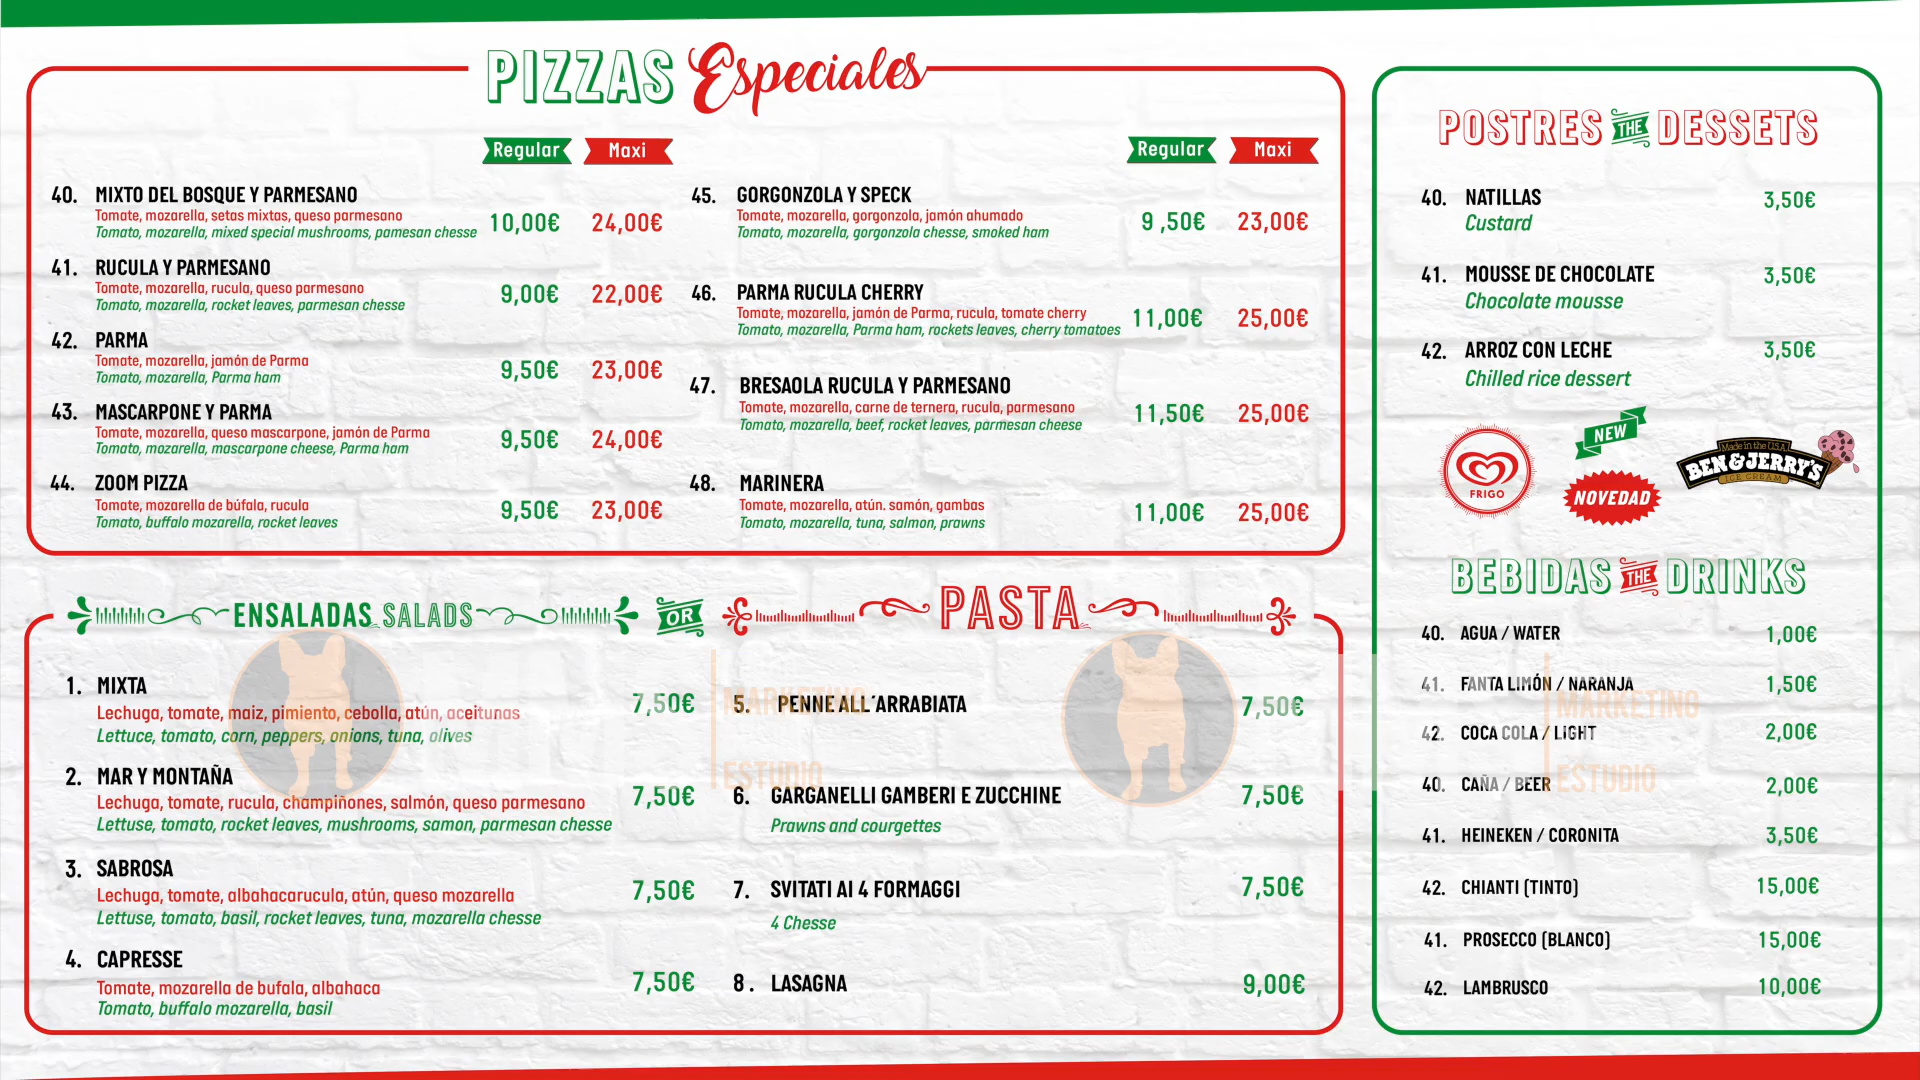 PIZZAS Especiales
Regular Maxi
40. MIXTO DEL BOSQUE Y PARMESANO
Tomate, mozarella, setas mixtas, queso parmesano
Tomato, mozarella, mixed special mushrooms, pamesan chesse
10,00€ 24,00€
41. RUCULA Y PARMESANO
Tomate, mozarella, rucula, queso parmesano
Tomato, mozarella, rocket leaves, parmesan chesse
9,00€ 22,00€
42. PARMA
Tomate, mozarella, jamón de Parma
Tomato, mozarella, Parma ham
9,50€ 23,00€
43. MASCARPONE Y PARMA
Tomate, mozarella, queso mascarpone, jamón de Parma
Tomato, mozarella, mascarpone cheese, Parma ham
9,50€ 24,00€
44. ZOOM PIZZA
Tomate, mozarella de búfala, rucula
Tomato, buffalo mozarella, rocket leaves
9,50€ 23,00€
Regular Maxi
45. GORGONZOLA Y SPECK
Tomate, mozarella, gorgonzola, jamón ahumado
Tomato, mozarella, gorgonzola chesse, smoked ham
9 ,50€ 23,00€
46. PARMA RUCULA CHERRY
Tomate, mozarella, jamón de Parma, rucula, tomate cherry
Tomato, mozarella, Parma ham, rockets leaves, cherry tomatoes
11,00€ 25,00€
47. BRESAOLA RUCULA Y PARMESANO
Tomate, mozarella, carne de ternera, rucula, parmesano
Tomato, mozarella, beef, rocket leaves, parmesan cheese
11,50€ 25,00€
48. MARINERA
Tomate, mozarella, atún. samón, gambas
Tomato, mozarella, tuna, salmon, prawns
11,00€ 25,00€
ENSALADAS SALADS OR PASTA
1. MIXTA
Lechuga, tomate, maiz, pimiento, cebolla, atún, aceitunas
Lettuce, tomato, corn, peppers, onions, tuna, olives
7,50€
2. MAR Y MONTAÑA
Lechuga, tomate, rucula, champiñones, salmón, queso parmesano
Lettuse, tomato, rocket leaves, mushrooms, samon, parmesan chesse
7,50€
3. SABROSA
Lechuga, tomate, albahacarucula, atún, queso mozarella
Lettuse, tomato, basil, rocket leaves, tuna, mozarella chesse
7,50€
4. CAPRESSE
Tomate, mozarella de bufala, albahaca
Tomato, buffalo mozarella, basil
7,50€
5. PENNE ALL´ARRABIATA
7,50€
6. GARGANELLI GAMBERI E ZUCCHINE
Prawns and courgettes
7,50€
7. SVITATI AI 4 FORMAGGI
4 Chesse
7,50€
8. LASAGNA
9,00€
MARKETING
ESTUDIO
POSTRES THE DESSETS
40. NATILLAS 3,50€
Custard
41. MOUSSE DE CHOCOLATE 3,50€
Chocolate mousse
42. ARROZ CON LECHE 3,50€
Chilled rice dessert
FRIGO
NEW
NOVEDAD
Made in the U.S.A
BEN & JERRY'S
ICE CREAM
BEBIDAS THE DRINKS
40. AGUA / WATER 1,00€
41. FANTA LIMÓN / NARANJA 1,50€
42. COCA COLA / LIGHT 2,00€
40. CAÑA / BEER 2,00€
41. HEINEKEN / CORONITA 3,50€
42. CHIANTI (TINTO) 15,00€
41. PROSECCO (BLANCO) 15,00€
42. LAMBRUSCO 10,00€
MARKETING
ESTUDIO